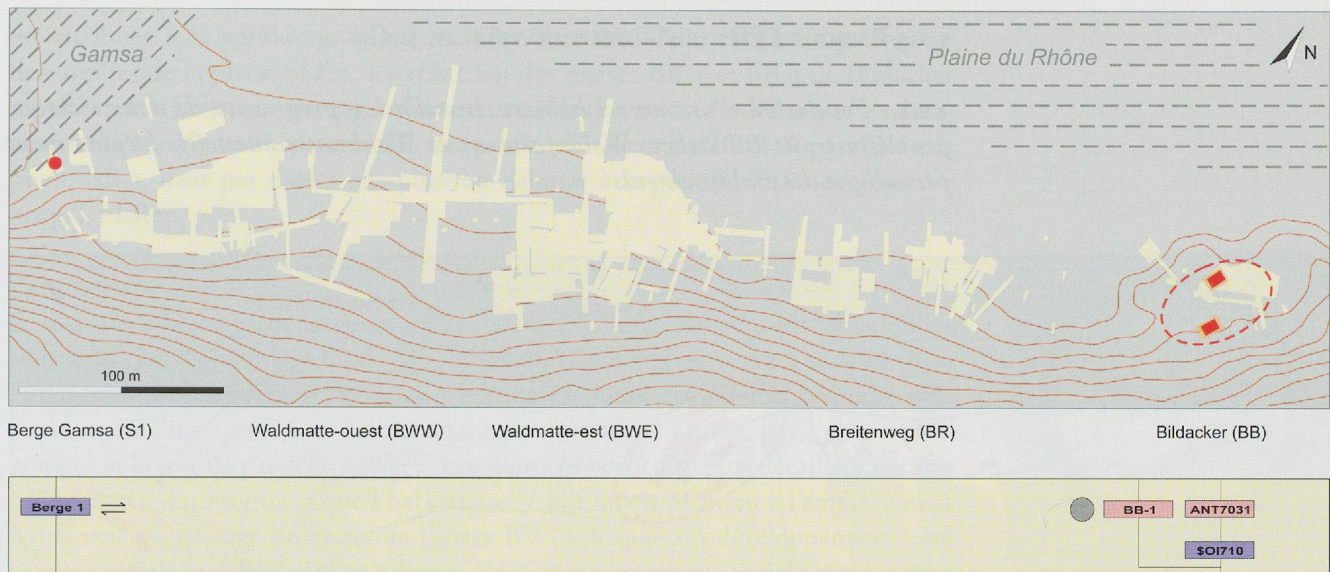 Gamsa
Plaine du Rhône
N
100 m
Berge Gamsa (S1)
Waldmatte-ouest (BWW)
Waldmatte-est (BWE)
Breitenweg (BR)
Bildacker (BB)
Berge 1
BB-1
ANT7031
SOI710